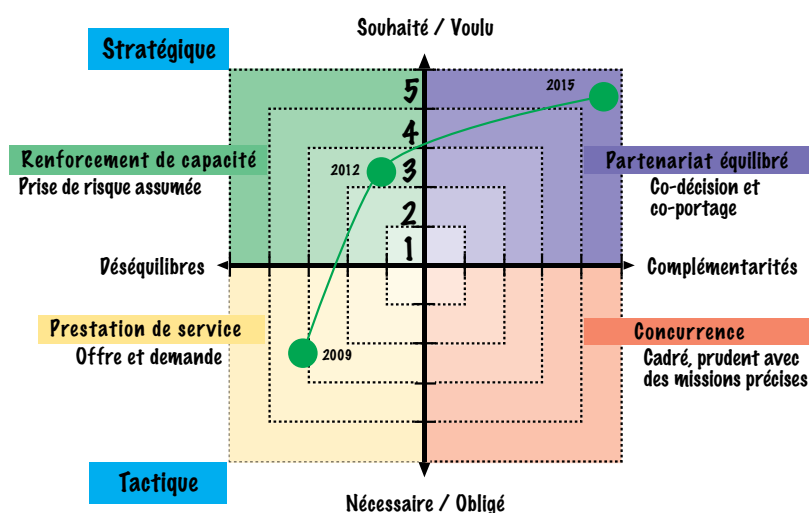 Souhaité / Voulu
Stratégique
5
2015
4
Renforcement de capacité
Prise de risque assumée
2012
3
Partenariat équilibré
Co-décision et
co-portage
2
1
Déséquilibres
Complémentarités
Prestation de service
Offre et demande
2009
Concurrence
Cadré, prudent avec
des missions précises
Tactique
Nécessaire / Obligé